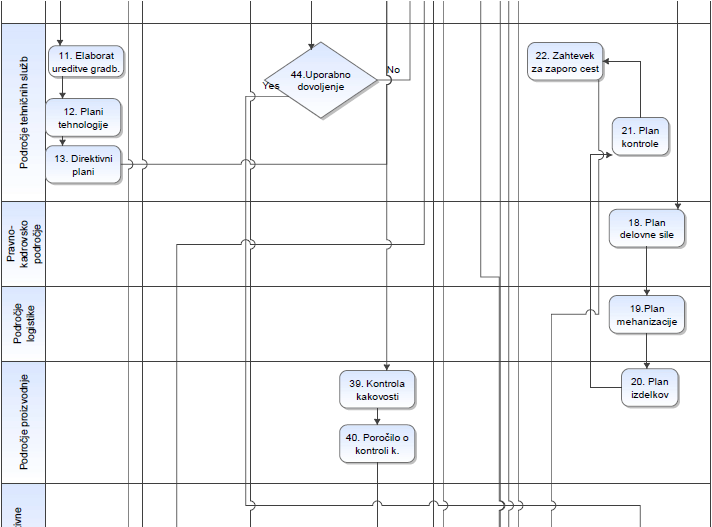 Področje tehničnih služb
11. Elaborat
ureditve gradb.
12. Plani
tehnologije
13. Direktivni
plani
44.Uporabno
dovoljenje
Yes
No
22. Zahtevek
za zaporo cest
21. Plan
kontrole
Pravno-
kadrovsko
področje
18. Plan
delovne sile
Področje
logistike
19.Plan
mehanizacije
Področje proizvodnje
39. Kontrola
kakovosti
40. Poročilo o
kontroli k.
20. Plan
izdelkov